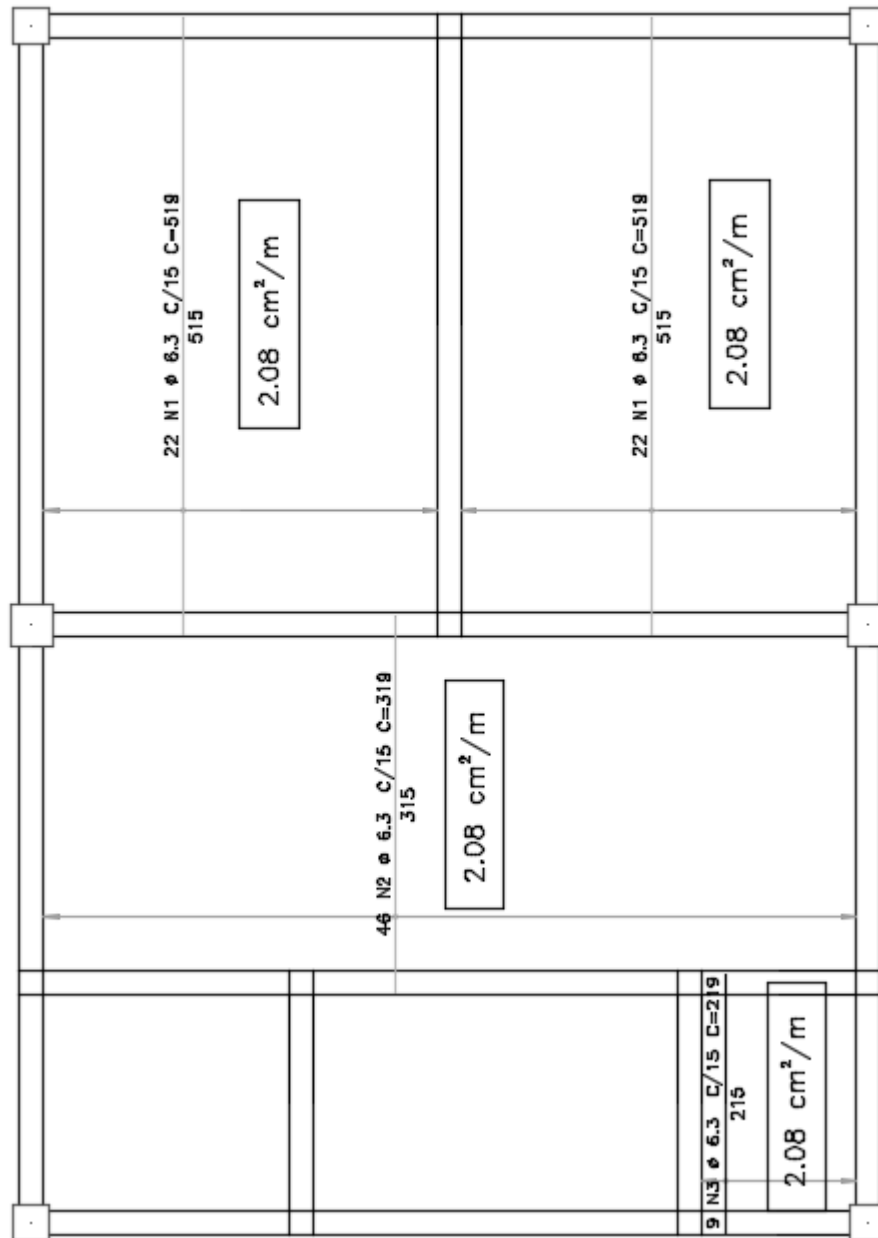 22 N1 ø 6.3 C/15 C=519
515
2.08 cm²/m
22 N1 ø 6.3 C/15 C=519
515
2.08 cm²/m
46 N2 ø 6.3 C/15 C=319
315
2.08 cm²/m
9 N3 ø 6.3 C/15 C=219
215
2.08 cm²/m